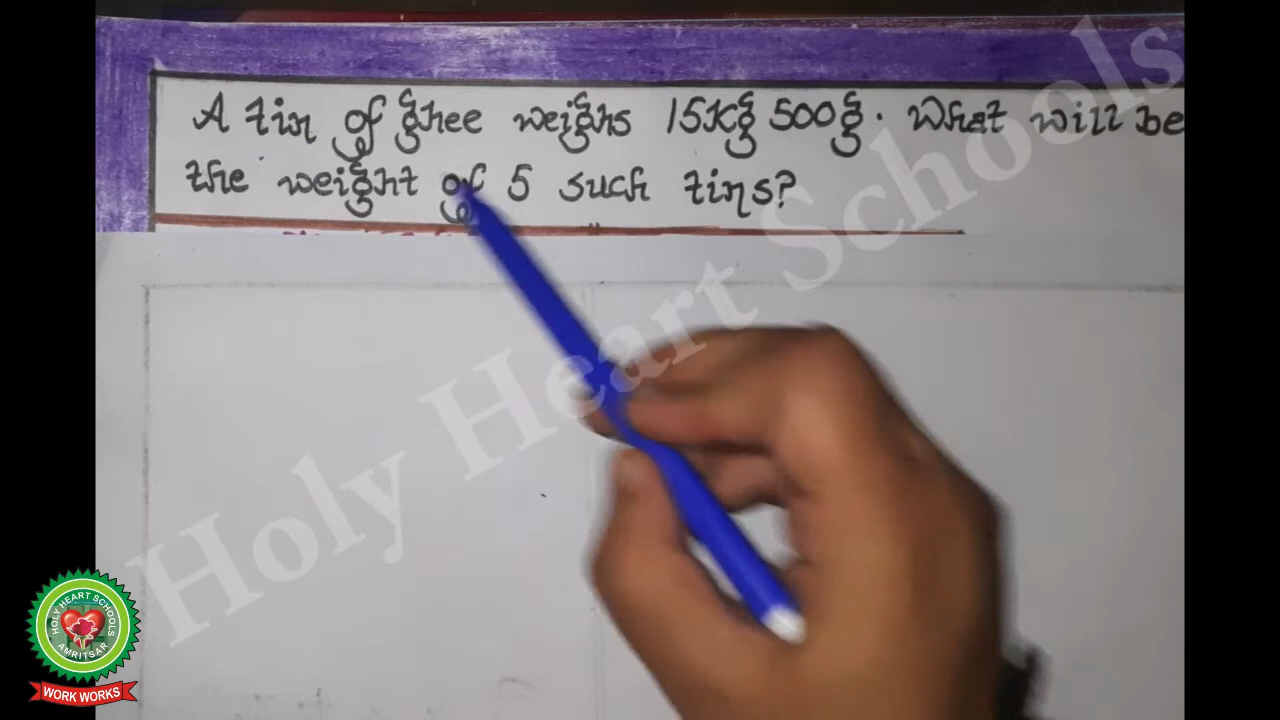 A tin of ghee weighs 15Kg 500g. What will be
the weight of 5 such tins?
Holy Heart Schools
HOLY HEART SCHOOLS
AMRITSAR
WORK WORKS